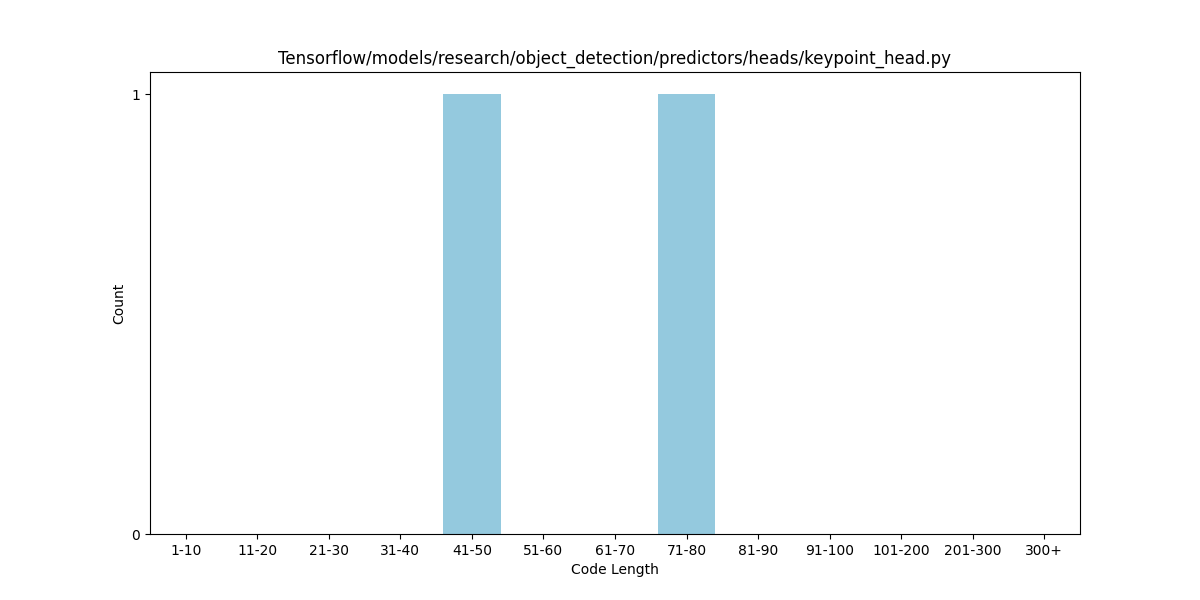 Tensorflow/models/research/object_detection/predictors/heads/keypoint_head.py
1
Count
0
1-10 11-20 21-30 31-40 41-50 51-60 61-70 71-80 81-90 91-100 101-200 201-300 300+
Code Length